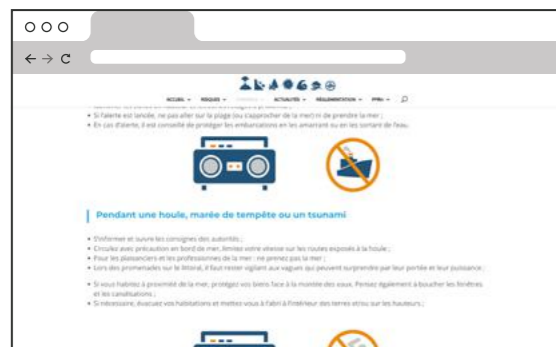 ACCUEIL RISQUES ACTUALITÉS RÉGLEMENTATION PPRN
• Si l'alerte est lancée, ne pas aller sur la plage (ou s'approcher de la mer) ni de prendre la mer ;
• En cas d'alerte, il est conseillé de protéger les embarcations en les amarrant ou en les sortant de l'eau.
Pendant une houle, marée de tempête ou un tsunami
• S'informer et suivre les consignes des autorités ;
• Circulez avec précaution en bord de mer, limitez votre vitesse sur les routes exposés à la houle ;
• Pour les plaisanciers et les professionnels de la mer : ne prenez pas la mer ;
• Lors des promenades sur le littoral, il faut rester vigilant aux vagues qui peuvent surprendre par leur portée et leur puissance ;
• Si vous habitez à proximité de la mer, protégez vos biens face à la montée des eaux. Pensez également à boucher les fenêtres
et les canalisations ;
• Si nécessaire, évacuez vos habitations et mettez vous à l'abri à l'intérieur des terres et/ou sur les hauteurs ;